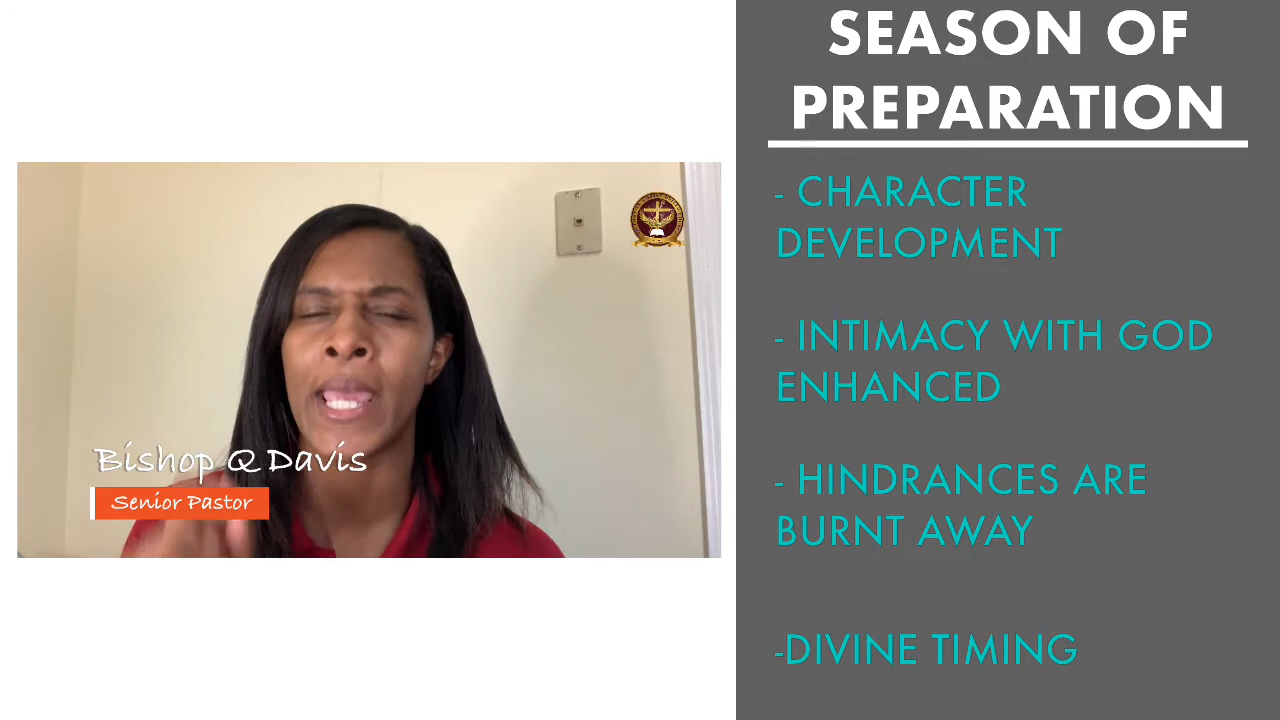 SEASON OF
PREPARATION
- CHARACTER
DEVELOPMENT
- INTIMACY WITH GOD
ENHANCED
- HINDRANCES ARE
BURNT AWAY
-DIVINE TIMING
Bishop Q Davis
Senior Pastor